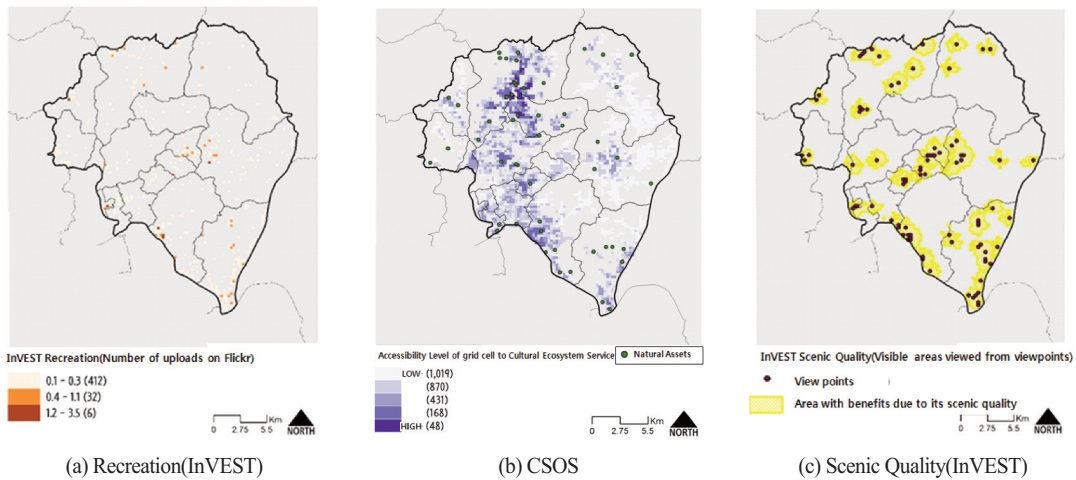 InVEST Recreation(Number of uploads on Flickr)
0.1 - 0.3 (412)
0.4 - 1.1 (32)
1.2 - 3.5 (6)
0 2.75 5.5 Km
NORTH
(a) Recreation(InVEST)
Accessibility Level of grid cell to Cultural Ecosystem Service
Natural Assets
LOW (1,019)
(870)
(431)
(168)
HIGH (48)
0 2.75 5.5 Km
NORTH
(b) CSOS
InVEST Scenic Quality(Visible areas viewed from viewpoints)
View points
Area with benefits due to its scenic quality
0 2.75 5.5 Km
NORTH
(c) Scenic Quality(InVEST)